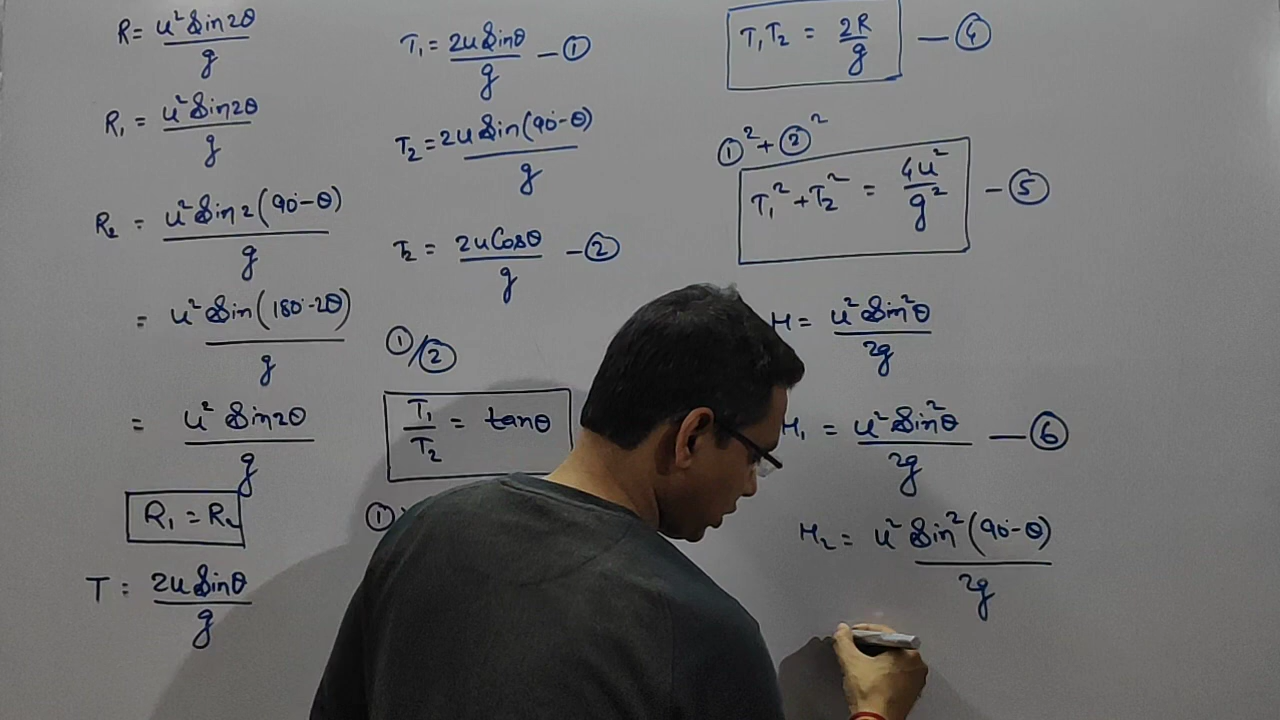 R = u² Sin2θ / g
R₁ = u² Sin2θ / g
R₂ = u² Sin2(90°-θ) / g
= u² Sin(180°-2θ) / g
= u² Sin2θ / g
R₁ = R₂
T = 2u Sinθ / g
T₁ = 2u Sinθ / g — ①
T₂ = 2u Sin(90°-θ) / g
T₂ = 2u Cosθ / g — ②
①/②
T₁ / T₂ = tanθ
①
T₁T₂ = 2R / g — ④
①² + ②²
T₁² + T₂² = 4u² / g² — ⑤
H = u² Sin²θ / 2g
H₁ = u² Sin²θ / 2g — ⑥
H₂ = u² Sin²(90°-θ) / 2g